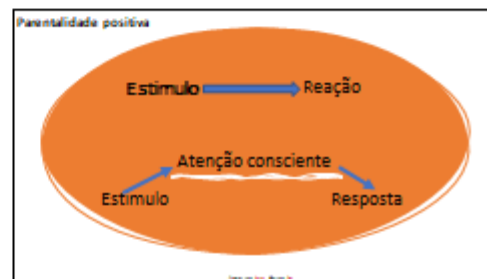 Parentalidade positiva
Estimulo Reação
Atenção consciente
Estimulo Resposta